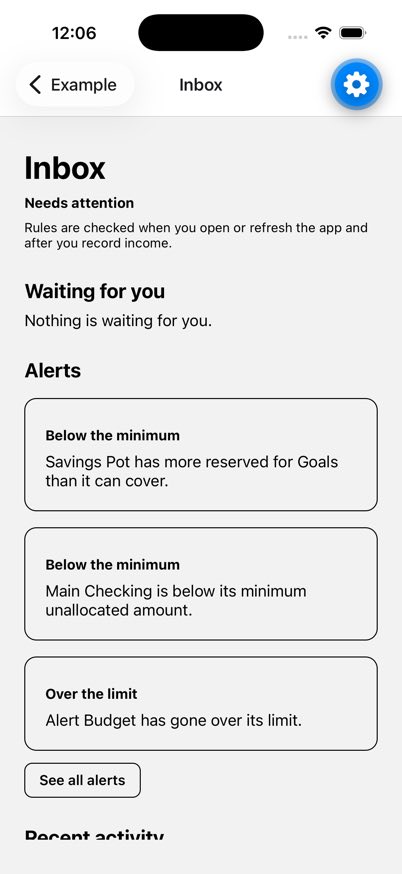 12:06
Example
Inbox
Inbox
Needs attention
Rules are checked when you open or refresh the app and
after you record income.
Waiting for you
Nothing is waiting for you.
Alerts
Below the minimum
Savings Pot has more reserved for Goals
than it can cover.
Below the minimum
Main Checking is below its minimum
unallocated amount.
Over the limit
Alert Budget has gone over its limit.
See all alerts
Recent activity